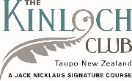 THE
KINLOCH
CLUB
Taupo New Zealand
A JACK NICKLAUS SIGNATURE COURSE